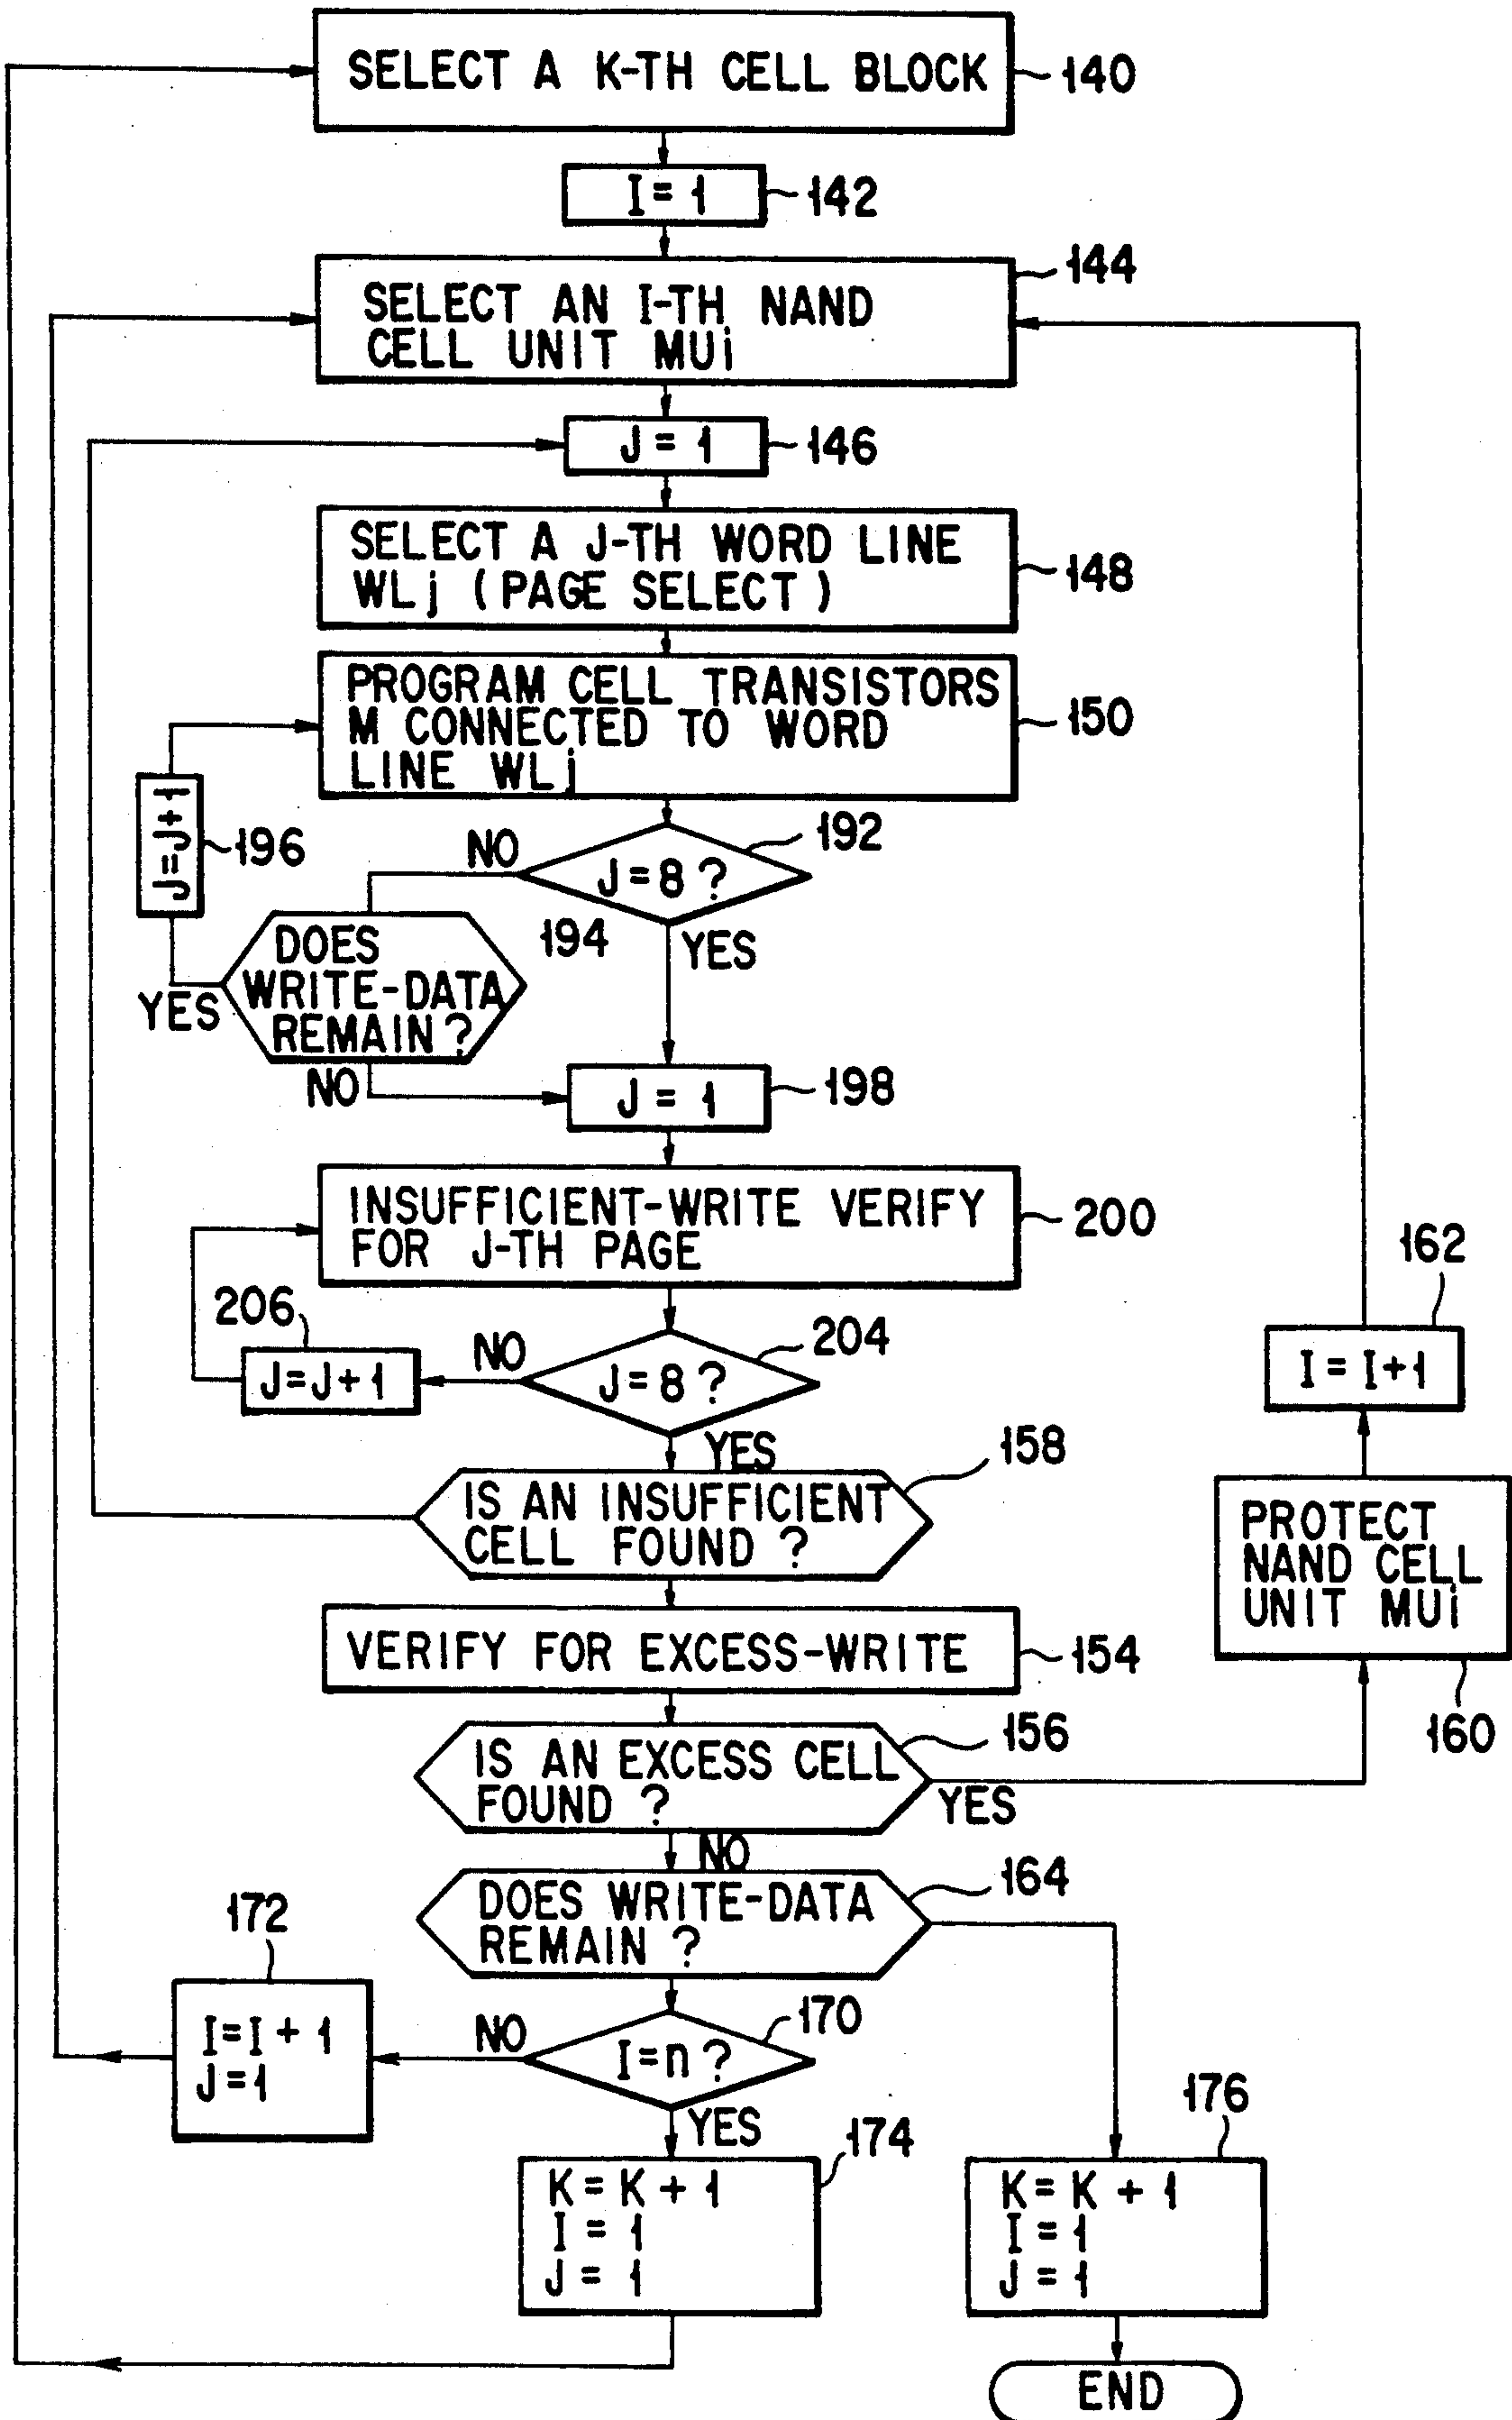 SELECT A K-TH CELL BLOCK
140
I = 1
142
144
SELECT AN I-TH NAND
CELL UNIT MUi
J = 1
146
SELECT A J-TH WORD LINE
WLj (PAGE SELECT)
148
PROGRAM CELL TRANSISTORS
M CONNECTED TO WORD
LINE WLj
150
J=J+1
196
NO
192
J=8?
194
YES
DOES
WRITE-DATA
REMAIN?
YES
NO
J = 1
198
INSUFFICIENT-WRITE VERIFY
FOR J-TH PAGE
200
162
206
NO
204
J=J+1
J=8?
I=I+1
YES
158
IS AN INSUFFICIENT
CELL FOUND ?
PROTECT
NAND CELL
UNIT MUi
VERIFY FOR EXCESS-WRITE
154
160
IS AN EXCESS CELL
FOUND ?
156
YES
NO
DOES WRITE-DATA
REMAIN ?
164
172
I=I+1
J=1
NO
170
I=n?
YES
174
176
K=K+1
I=1
J=1
K=K+1
I=1
J=1
END